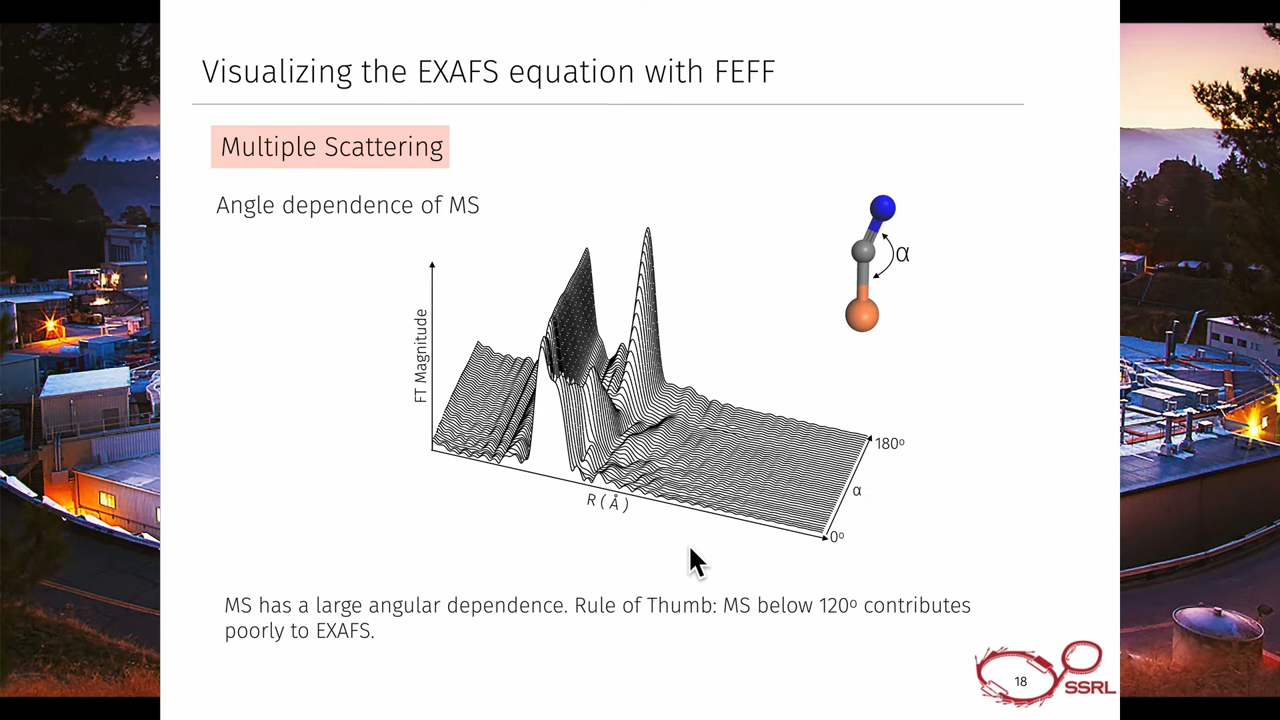 Visualizing the EXAFS equation with FEFF
Multiple Scattering
Angle dependence of MS
α
FT Magnitude
180º
α
R ( Å )
0º
MS has a large angular dependence. Rule of Thumb: MS below 120º contributes
poorly to EXAFS.
18
SSRL